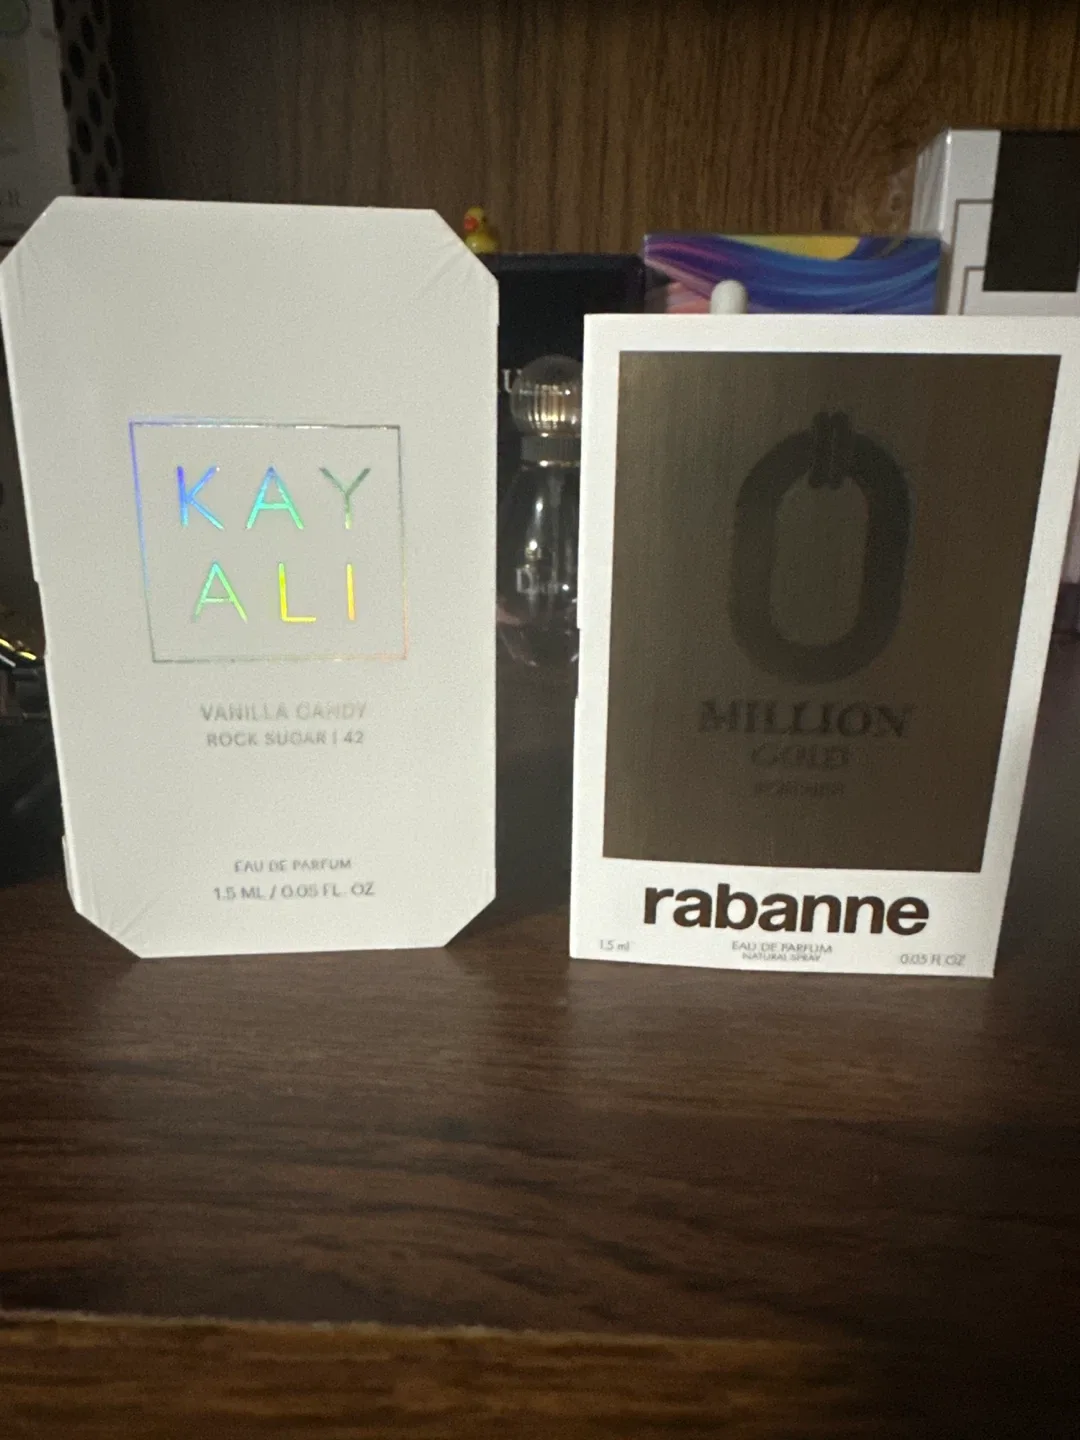 KAY
ALI
VANILLA CANDY
ROCK SUGAR | 42
EAU DE PARFUM
1.5 ML / 0.05 FL. OZ
Dior
MILLION
GOLD
rabanne
1.5 ml
EAU DE PARFUM
NATURAL SPRAY
0.05 FL OZ